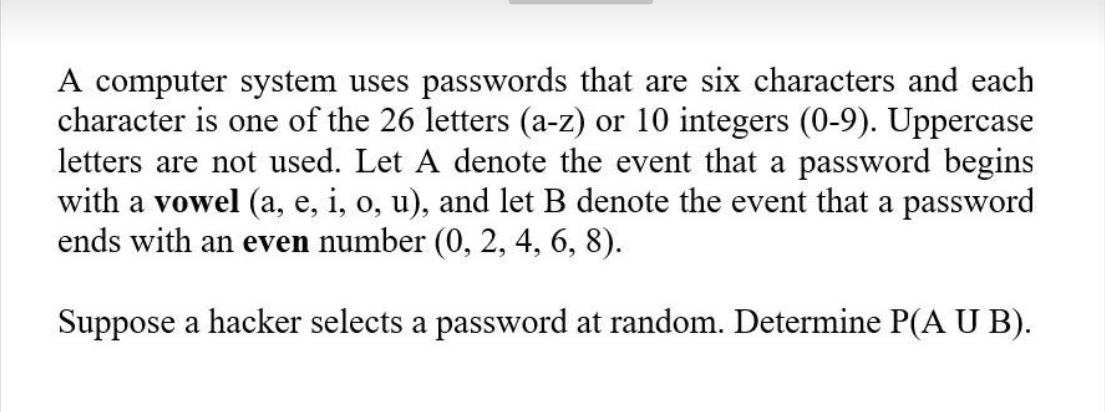 A computer system uses passwords that are six characters and each
character is one of the 26 letters (a-z) or 10 integers (0-9). Uppercase
letters are not used. Let A denote the event that a password begins
with a vowel (a, e, i, o, u), and let B denote the event that a password
ends with an even number (0, 2, 4, 6, 8).
Suppose a hacker selects a password at random. Determine P(A U B).